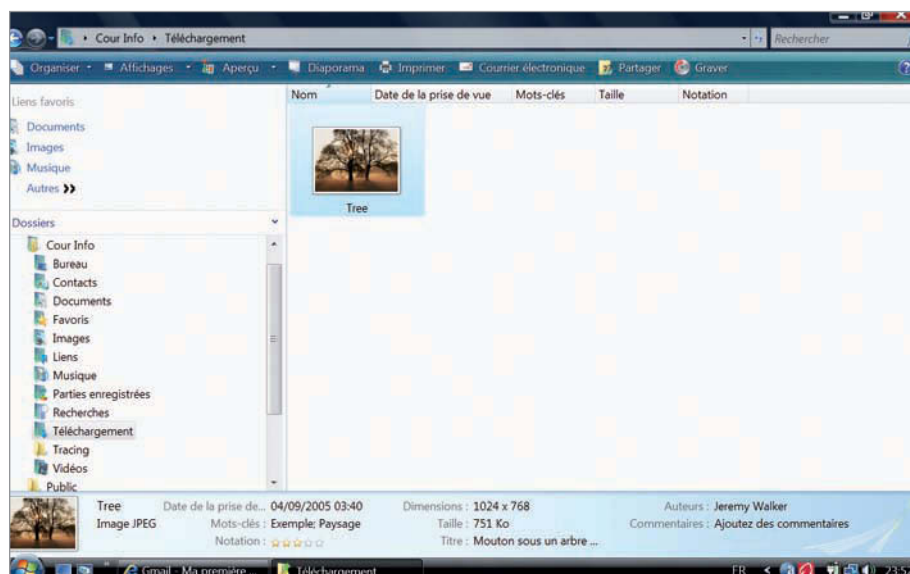 Cour Info Téléchargement Rechercher
Organiser Affichages Aperçu Diaporama Imprimer Courrier électronique Partager Graver
Liens favoris
Documents
Images
Musique
Autres
Nom Date de la prise de vue Mots-clés Taille Notation
Tree
Dossiers
Cour Info
Bureau
Contacts
Documents
Favoris
Images
Liens
Musique
Parties enregistrées
Recherches
Téléchargement
Tracing
Vidéos
Public
Tree Date de la prise de... 04/09/2005 03:40 Dimensions : 1024 x 768 Auteurs : Jeremy Walker
Image JPEG Mots-clés : Exemple; Paysage Taille : 751 Ko Commentaires : Ajoutez des commentaires
Notation : Titre : Mouton sous un arbre ...
Gmail - Ma première ... Téléchargement FR 23:52